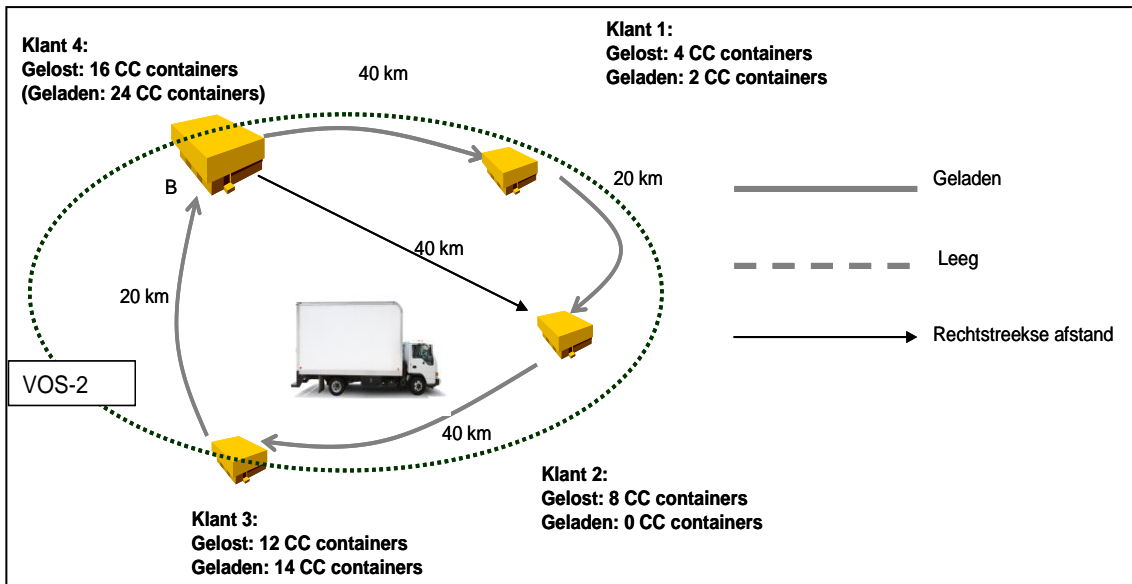 Klant 4:
Gelost: 16 CC containers
(Geladen: 24 CC containers)
40 km
Klant 1:
Gelost: 4 CC containers
Geladen: 2 CC containers
B
20 km
Geladen
40 km
Leeg
20 km
Rechtstreekse afstand
VOS-2
40 km
Klant 2:
Gelost: 8 CC containers
Geladen: 0 CC containers
Klant 3:
Gelost: 12 CC containers
Geladen: 14 CC containers